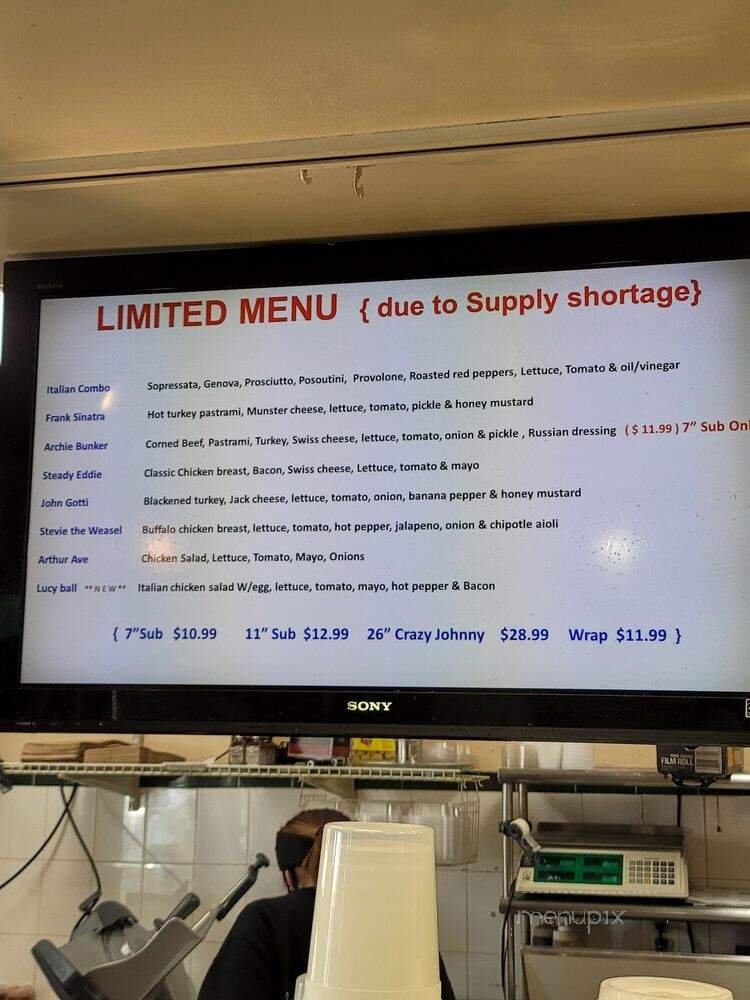 BRAVIA
LIMITED MENU { due to Supply shortage}
Italian Combo Sopressata, Genova, Prosciutto, Posoutini, Provolone, Roasted red peppers, Lettuce, Tomato & oil/vinegar
Frank Sinatra Hot turkey pastrami, Munster cheese, lettuce, tomato, pickle & honey mustard
Archie Bunker Corned Beef, Pastrami, Turkey, Swiss cheese, lettuce, tomato, onion & pickle , Russian dressing ( $ 11.99 ) 7” Sub Onl
Steady Eddie Classic Chicken breast, Bacon, Swiss cheese, Lettuce, tomato & mayo
John Gotti Blackened turkey, Jack cheese, lettuce, tomato, onion, banana pepper & honey mustard
Stevie the Weasel Buffalo chicken breast, lettuce, tomato, hot pepper, jalapeno, onion & chipotle aioli
Arthur Ave Chicken Salad, Lettuce, Tomato, Mayo, Onions
Lucy ball **NEW** Italian chicken salad W/egg, lettuce, tomato, mayo, hot pepper & Bacon
{ 7”Sub $10.99 11” Sub $12.99 26” Crazy Johnny $28.99 Wrap $11.99 }
SONY
FILM ROLL
menupix